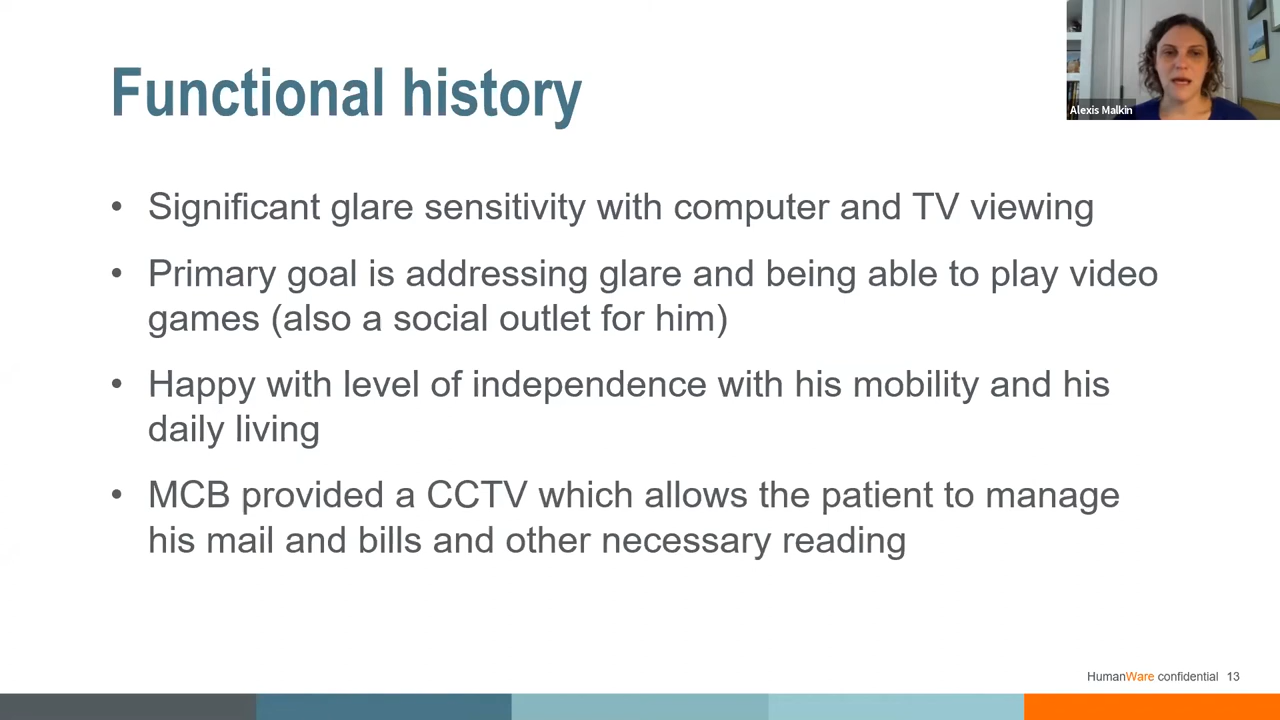 Functional history
Alexis Malkin
• Significant glare sensitivity with computer and TV viewing
• Primary goal is addressing glare and being able to play video
games (also a social outlet for him)
• Happy with level of independence with his mobility and his
daily living
• MCB provided a CCTV which allows the patient to manage
his mail and bills and other necessary reading
HumanWare confidential 13